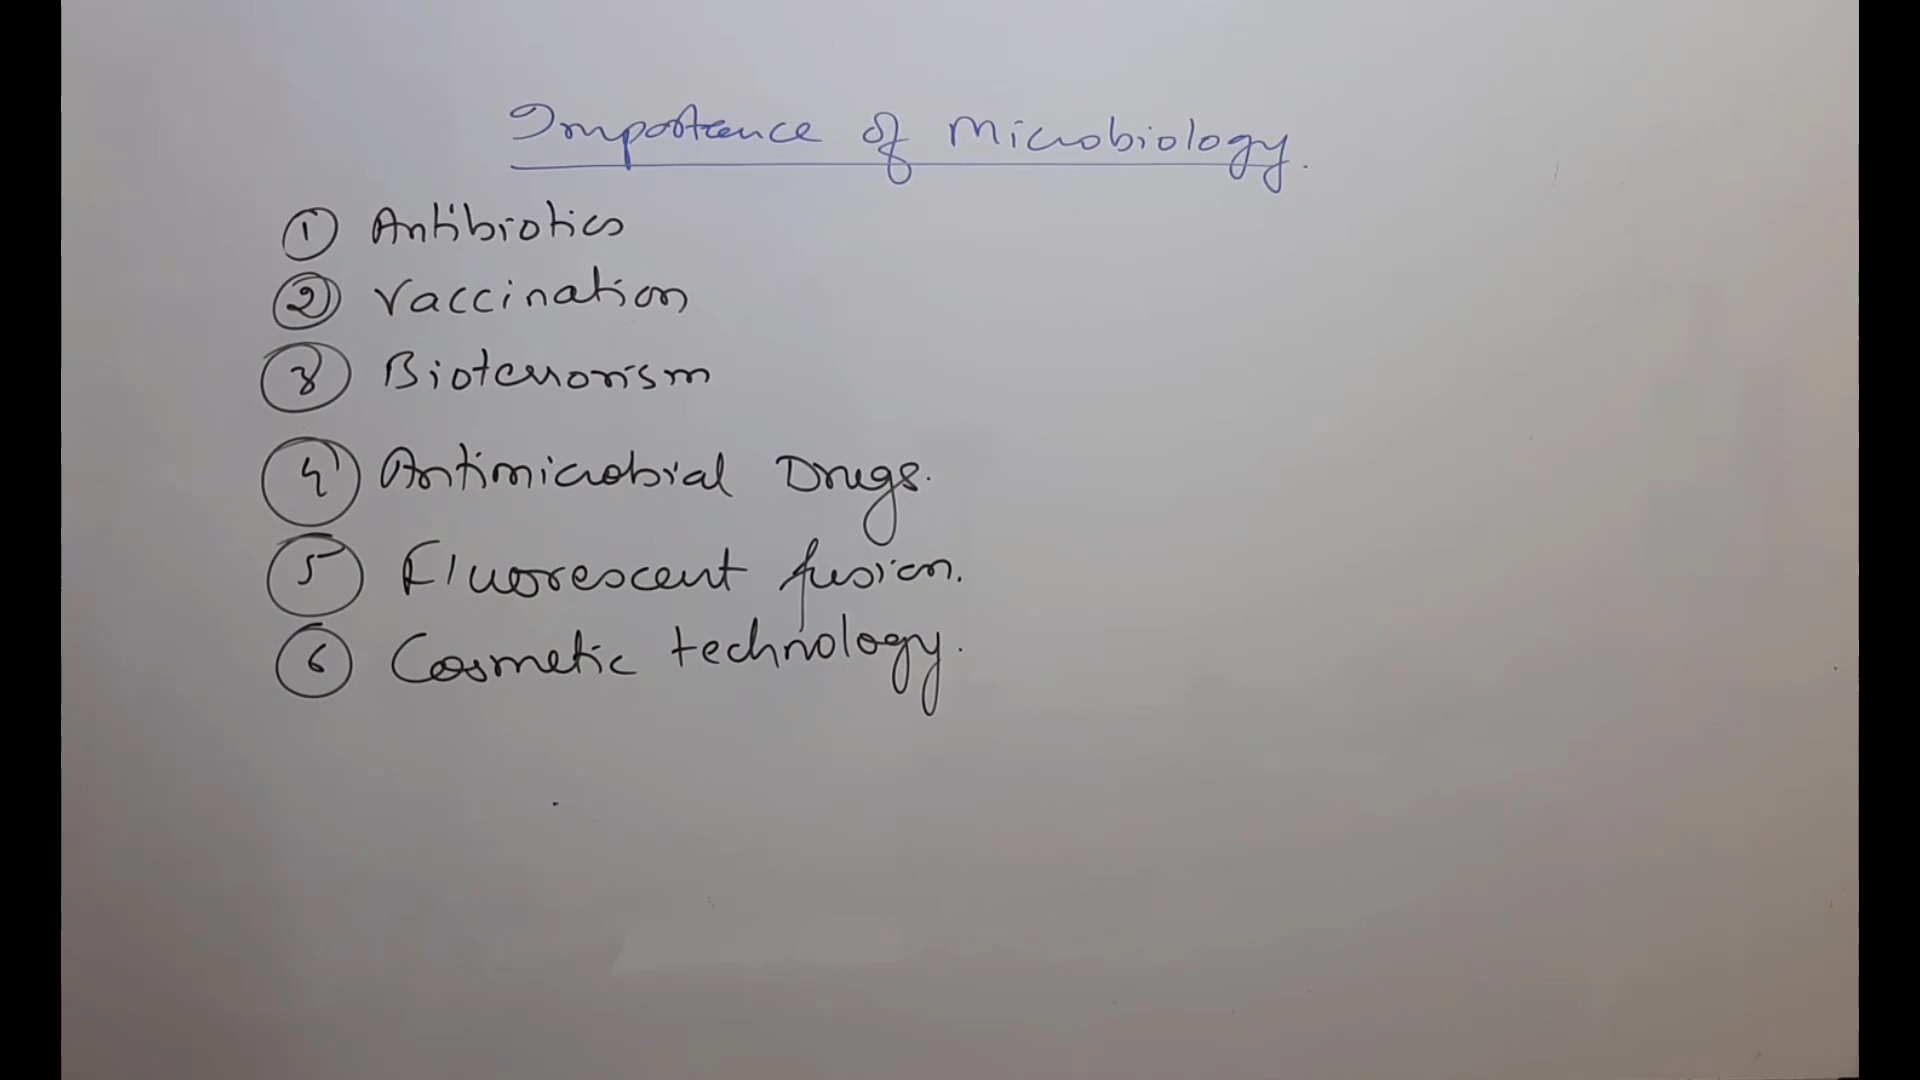 Importance of Microbiology.
① Antibiotics
② Vaccination
③ Bioterrorism
④ Antimicrobial Drugs.
⑤ Fluorescent fusion.
⑥ Cosmetic technology.